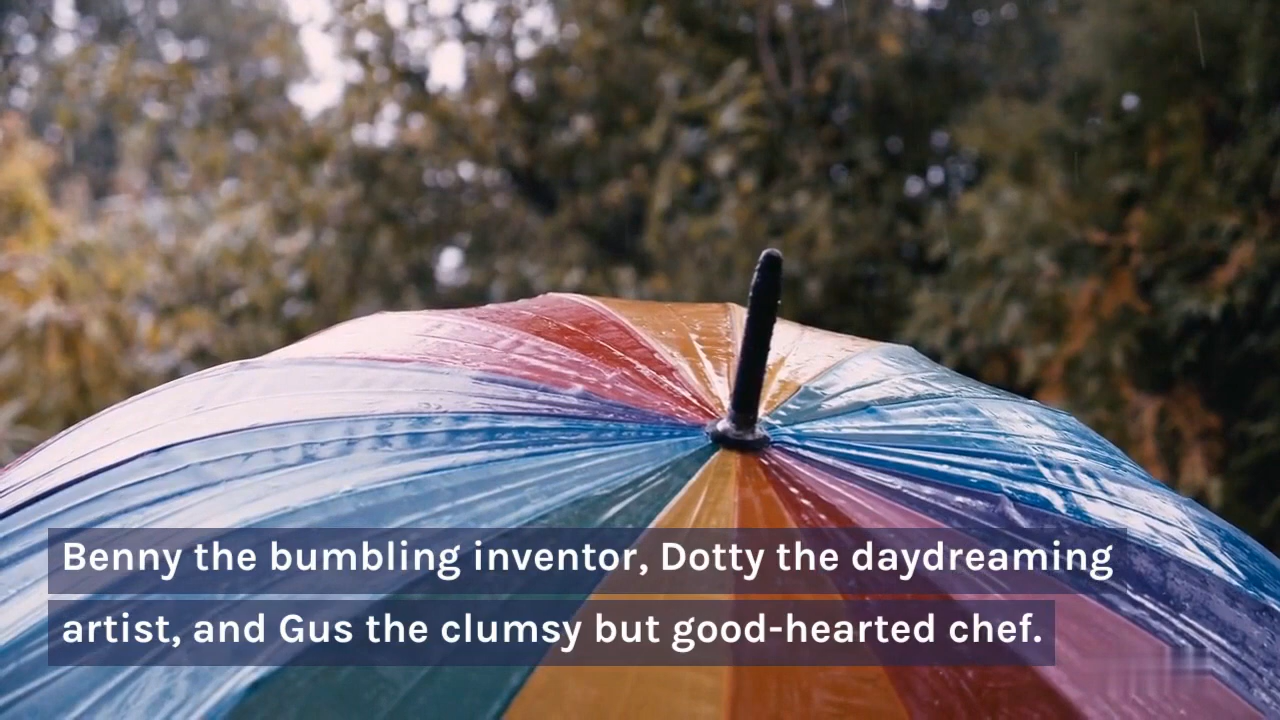 Benny the bumbling inventor, Dotty the daydreaming
artist, and Gus the clumsy but good-hearted chef.